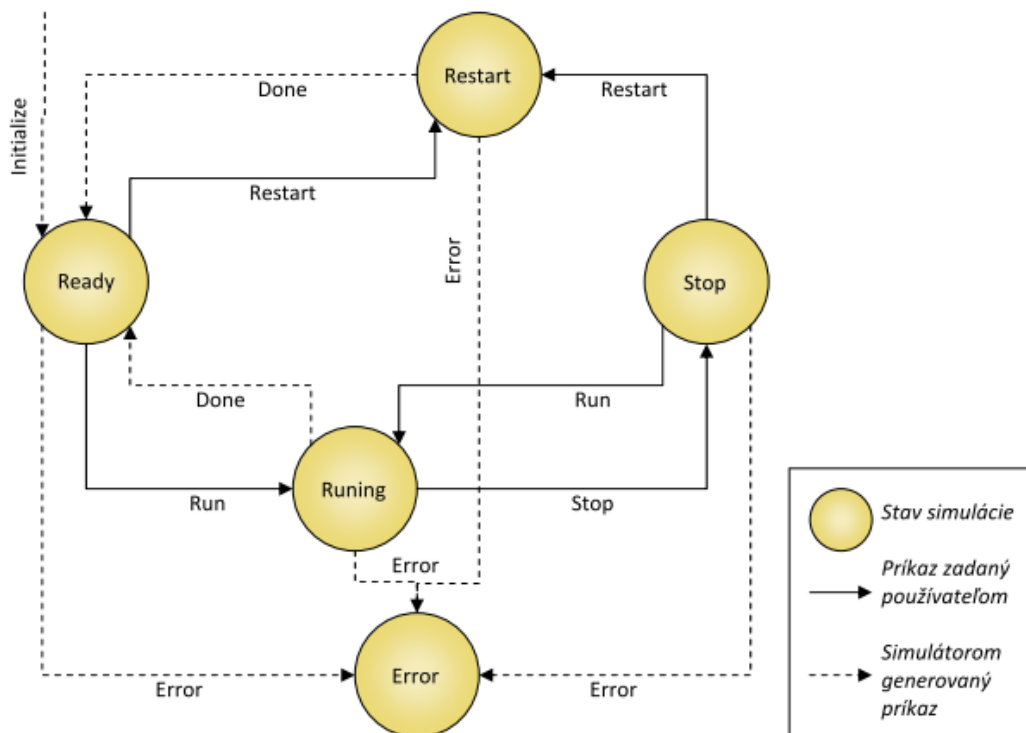 Restart
Done
Restart
Initialize
Restart
Error
Ready
Stop
Done
Run
Run
Runing
Stop
Error
Error
Error
Error
Stav simulácie
Príkaz zadaný
používateľom
Simulátorom
generovaný
príkaz